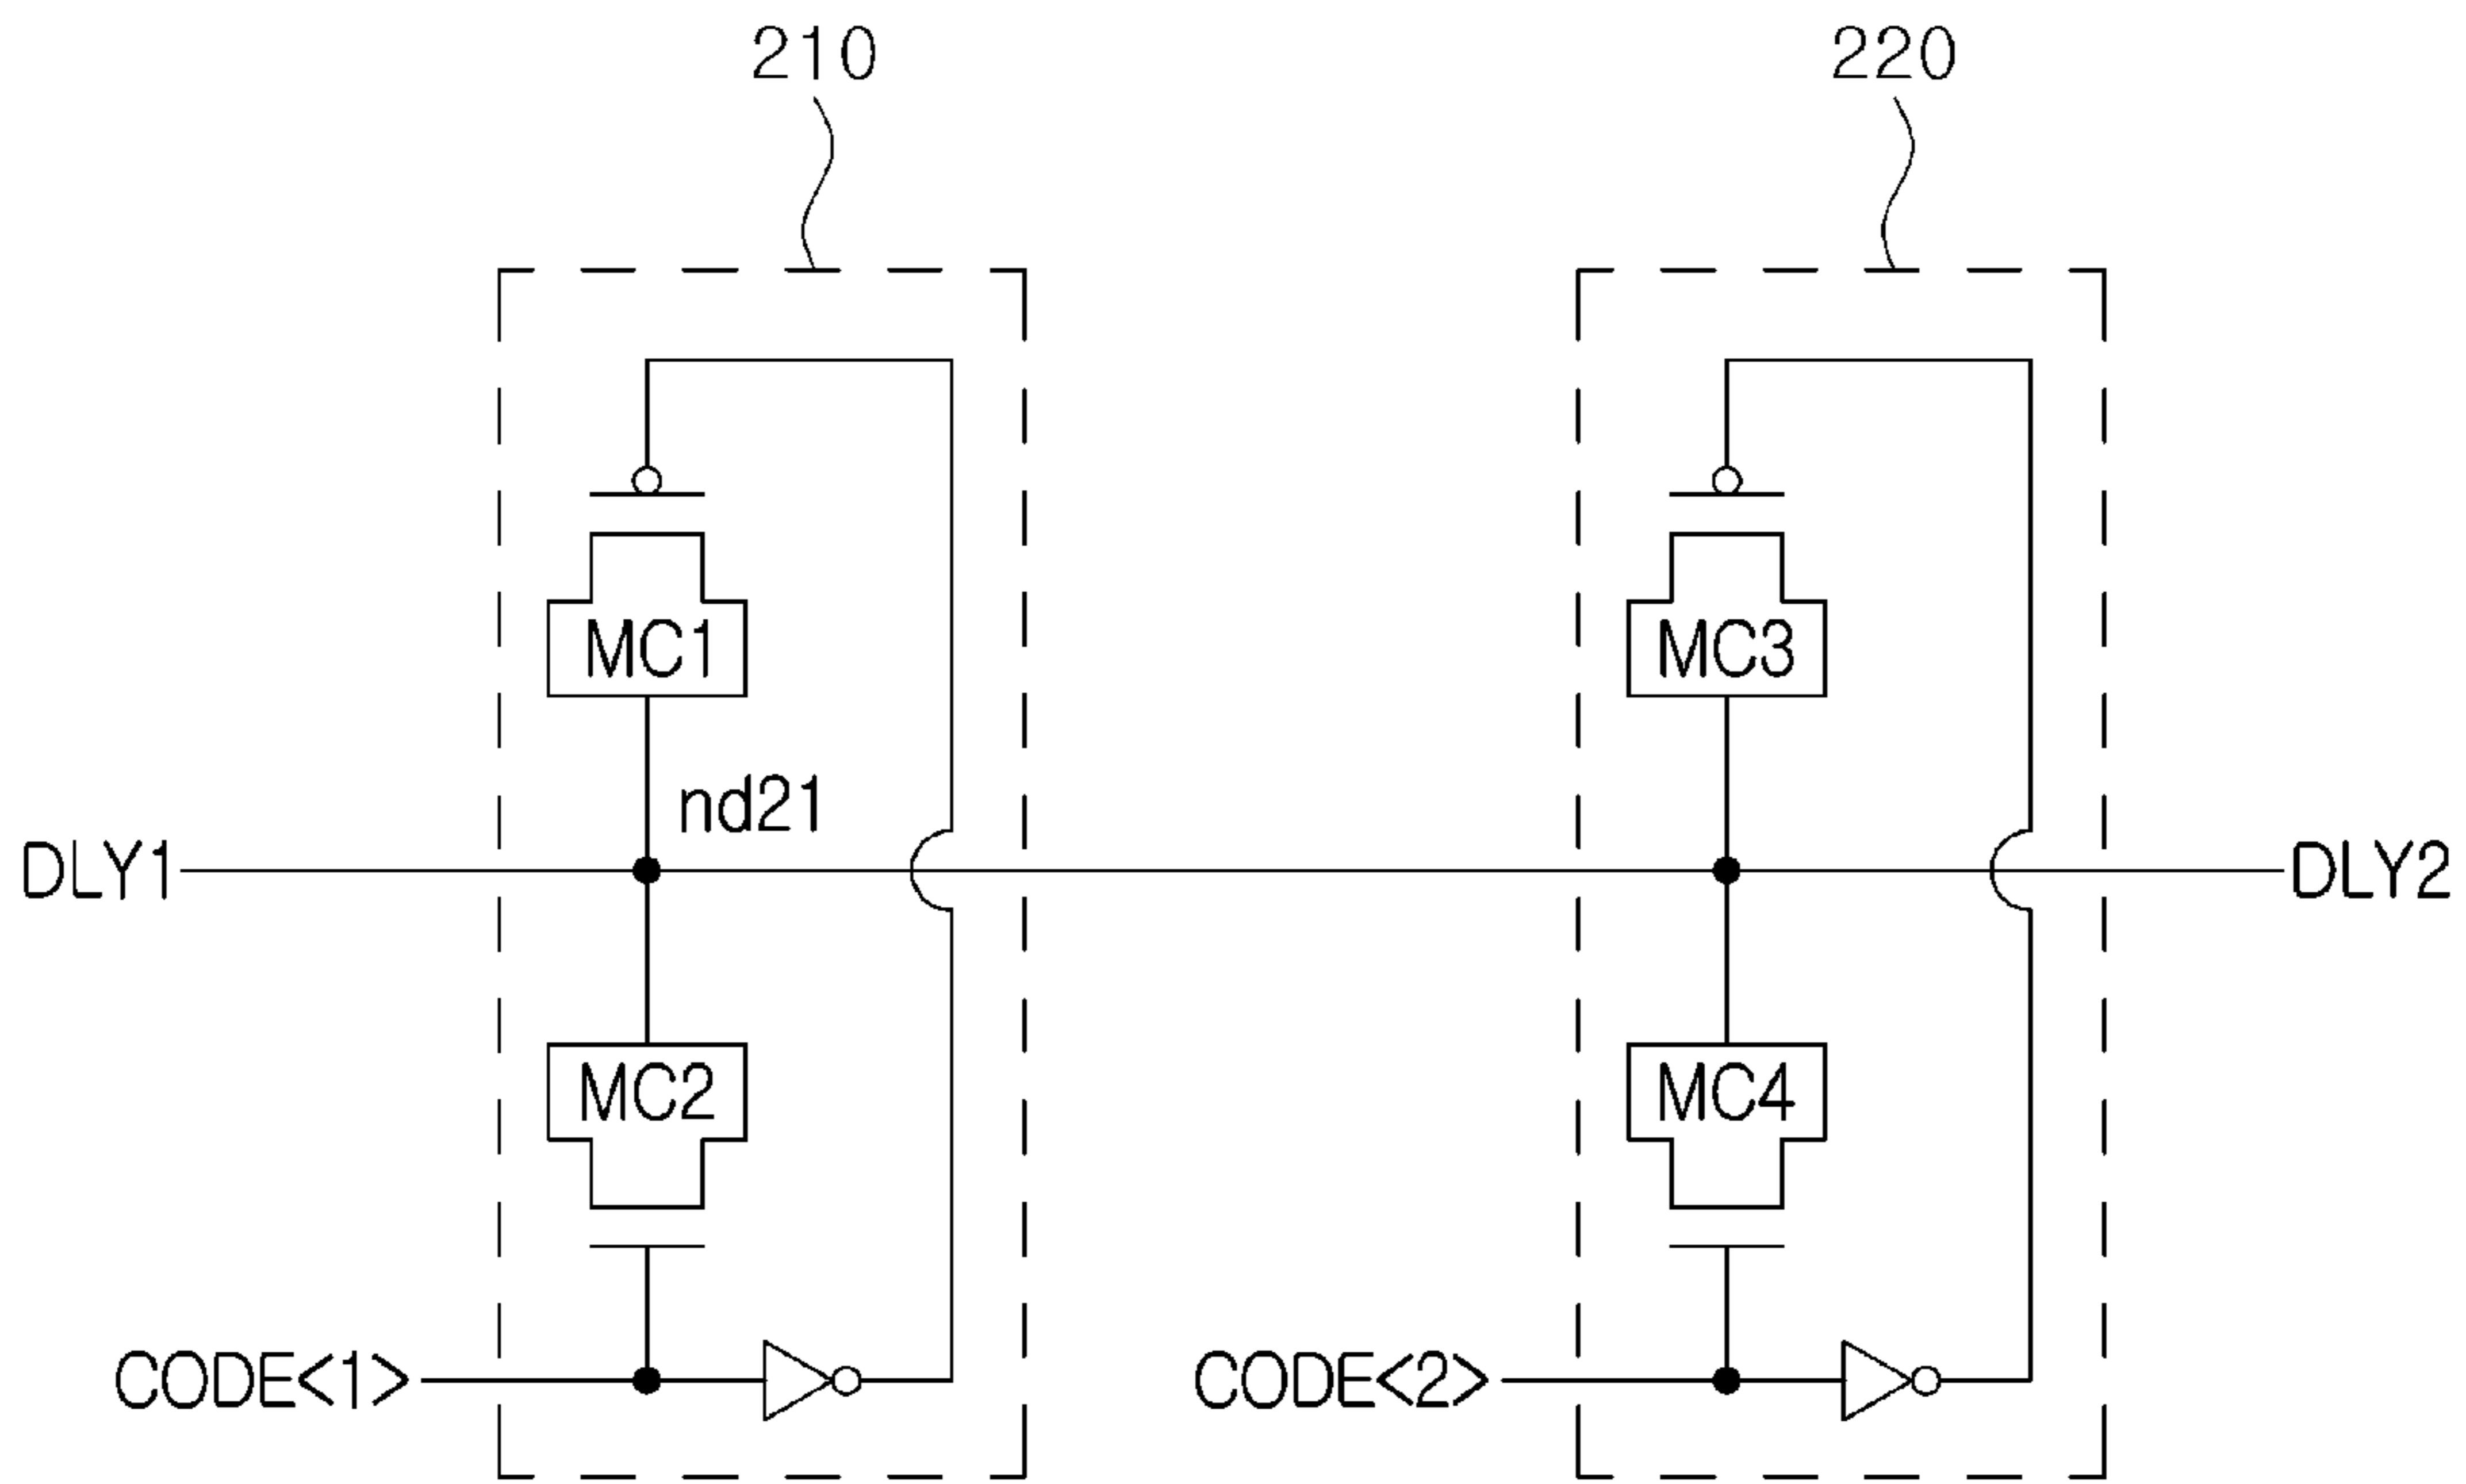 210 220
MC1 MC3
nd21
DLY1 DLY2
MC2 MC4
CODE<1> CODE<2>